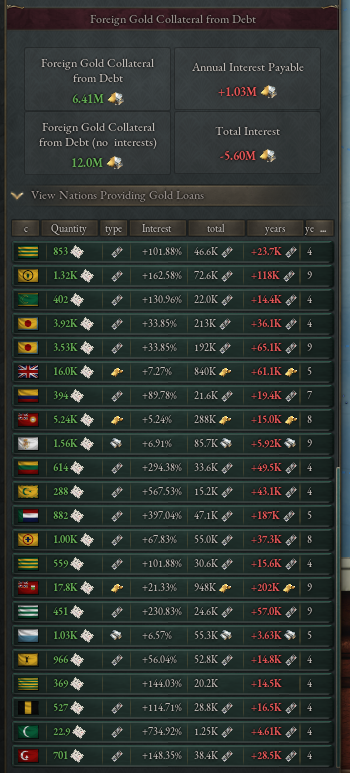 Foreign Gold Collateral from Debt
Foreign Gold Collateral
from Debt
6.41M
Annual Interest Payable
+1.03M
Foreign Gold Collateral
from Debt (no interests)
12.0M
Total Interest
-5.60M
View Nations Providing Gold Loans
c Quantity type Interest total years ye ...
853 +101.88% 46.6K +23.7K 4
1.32K +162.58% 72.6K +118K 9
402 +130.96% 22.0K +14.4K 4
3.92K +33.85% 213K +36.1K 4
3.53K +33.85% 192K +65.1K 9
16.0K +7.27% 840K +61.1K 5
394 +89.78% 21.6K +19.4K 7
5.24K +5.24% 288K +15.0K 8
1.56K +6.91% 85.7K +5.92K 9
614 +294.38% 33.6K +49.5K 4
288 +567.53% 15.2K +43.1K 4
882 +397.04% 47.1K +187K 5
1.00K +67.83% 55.0K +37.3K 8
559 +101.88% 30.6K +15.6K 4
17.8K +21.33% 948K +202K 9
451 +230.83% 24.6K +57.0K 9
1.03K +6.57% 55.3K +3.63K 5
966 +56.04% 52.8K +14.8K 4
369 +144.03% 20.2K +14.5K 4
527 +114.71% 28.8K +16.5K 4
22.9 +734.92% 1.25K +4.61K 4
701 +148.35% 38.4K +28.5K 4